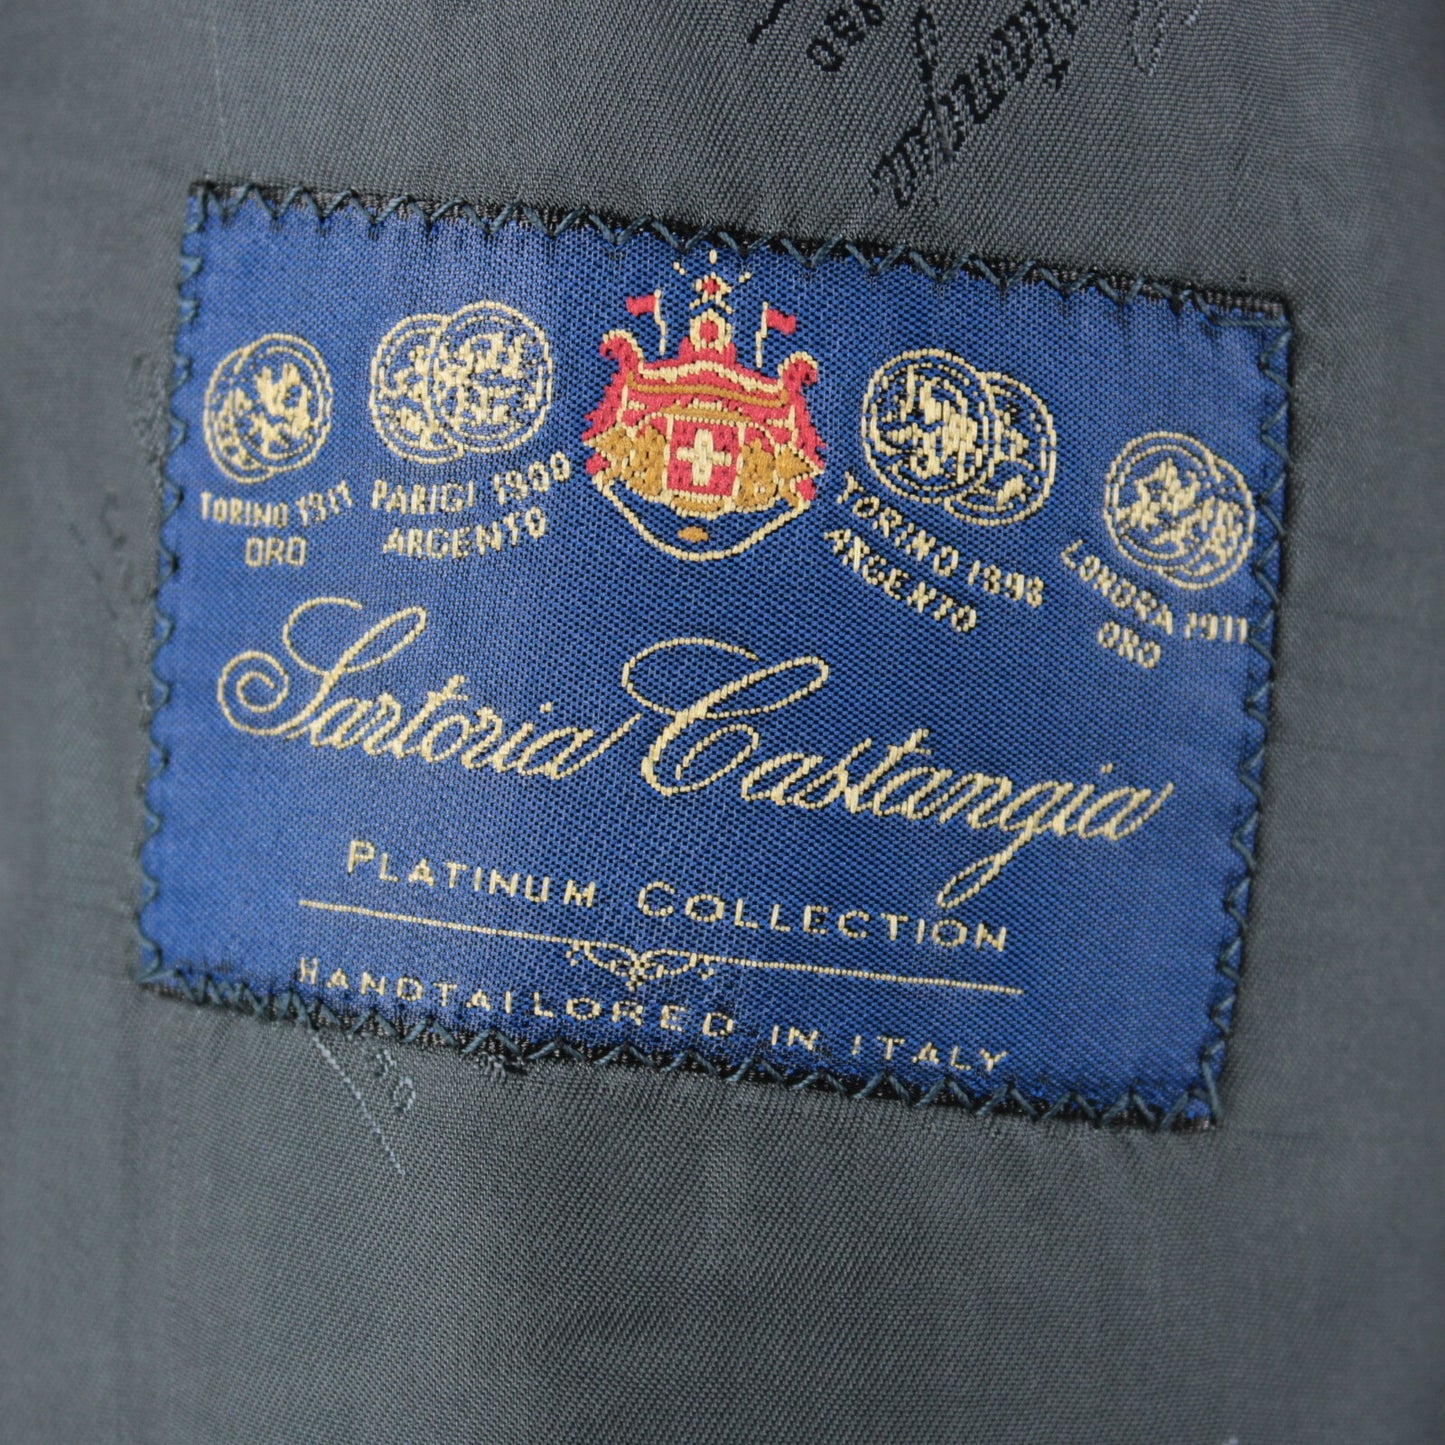 TORINO 1911
ORO
PARIGI 1900
ARGENTO
TORINO 1898
ARGENTO
LONDRA 1911
ORO
Sartoria Castangia
PLATINUM COLLECTION
HANDTAILORED IN ITALY